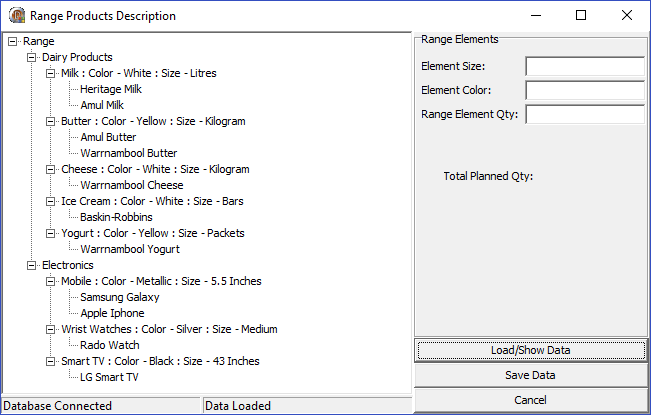 Range Products Description
Range
Dairy Products
Milk : Color - White : Size - Litres
Heritage Milk
Amul Milk
Butter : Color - Yellow : Size - Kilogram
Amul Butter
Warrnambool Butter
Cheese : Color - White : Size - Kilogram
Warrnambool Cheese
Ice Cream : Color - White : Size - Bars
Baskin-Robbins
Yogurt : Color - Yellow : Size - Packets
Warrnambool Yogurt
Electronics
Mobile : Color - Metallic : Size - 5.5 Inches
Samsung Galaxy
Apple Iphone
Wrist Watches : Color - Silver : Size - Medium
Rado Watch
Smart TV : Color - Black : Size - 43 Inches
LG Smart TV
Range Elements
Element Size:
Element Color:
Range Element Qty:
Total Planned Qty:
Load/Show Data
Save Data
Cancel
Database Connected
Data Loaded